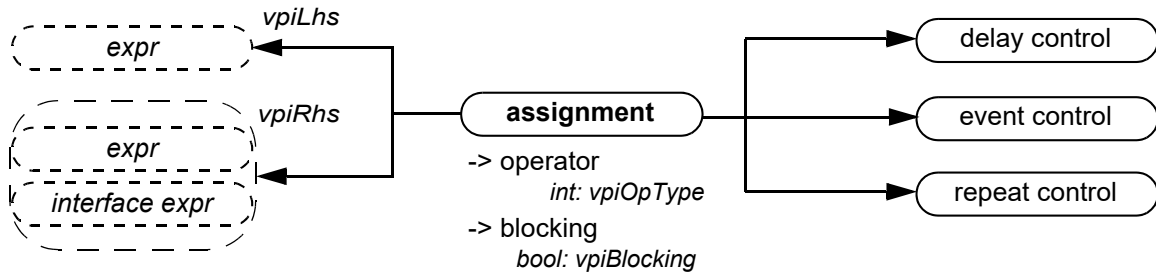 vpiLhs
expr
vpiRhs
expr
interface expr
assignment
-> operator
int: vpiOpType
-> blocking
bool: vpiBlocking
delay control
event control
repeat control